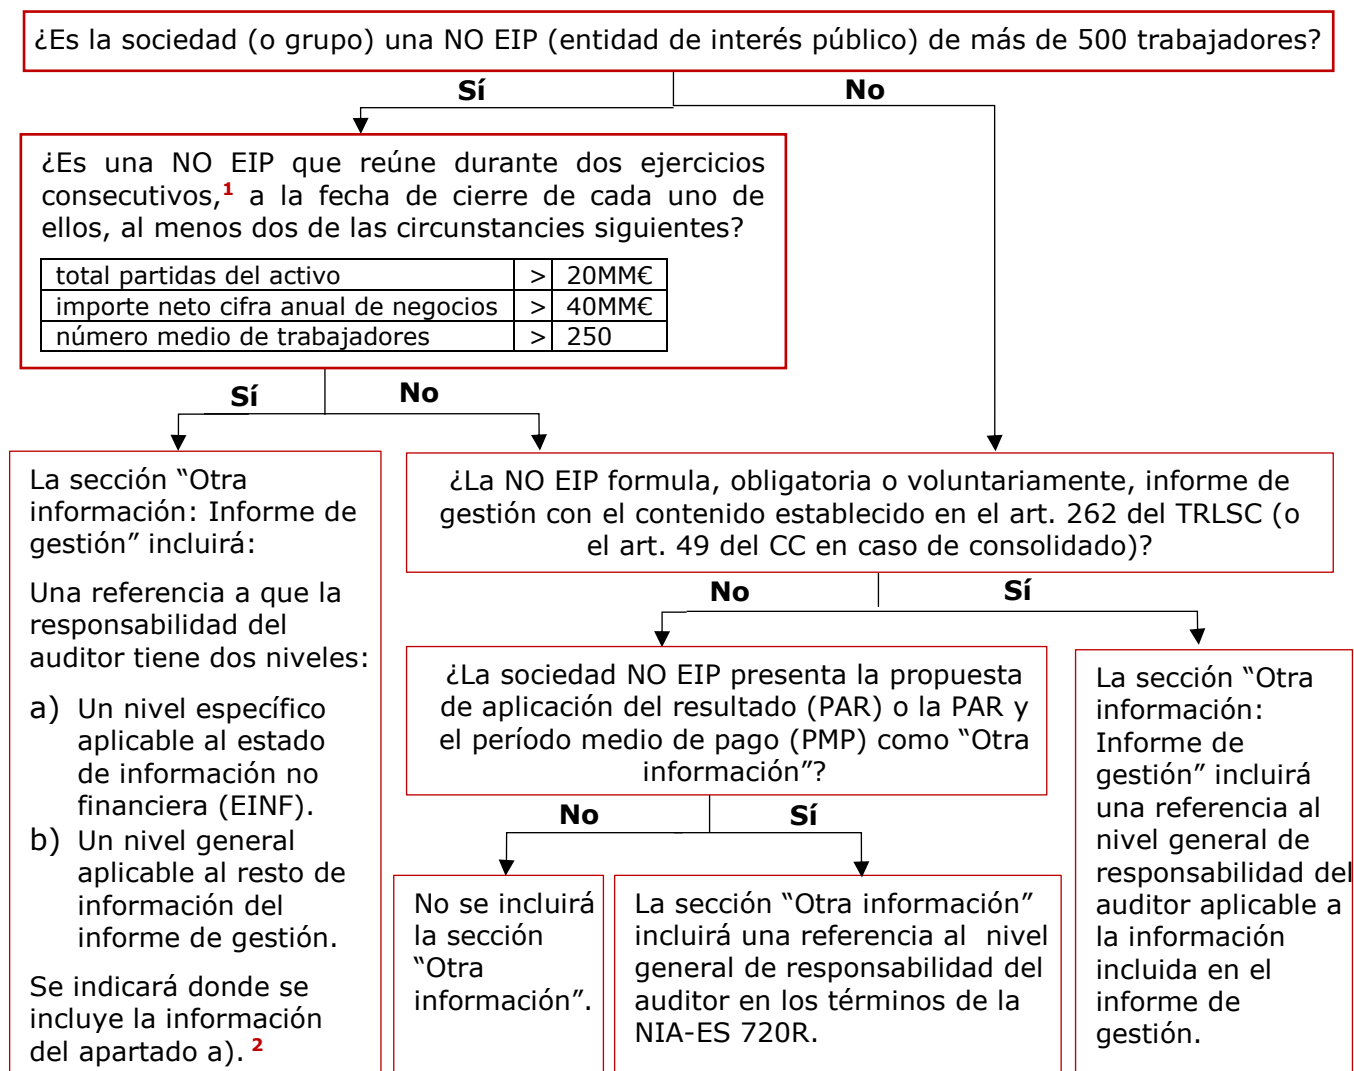 ¿Es la sociedad (o grupo) una NO EIP (entidad de interés público) de más de 500 trabajadores?
Sí
No
¿Es una NO EIP que reúne durante dos ejercicios
consecutivos,1 a la fecha de cierre de cada uno de
ellos, al menos dos de las circunstancies siguientes?
total partidas del activo > 20MM€
importe neto cifra anual de negocios > 40MM€
número medio de trabajadores > 250
Sí
No
La sección “Otra
información: Informe de
gestión” incluirá:
Una referencia a que la
responsabilidad del
auditor tiene dos niveles:
a) Un nivel específico
aplicable al estado
de información no
financiera (EINF).
b) Un nivel general
aplicable al resto de
información del
informe de gestión.
Se indicará donde se
incluye la información
del apartado a). 2
¿La NO EIP formula, obligatoria o voluntariamente, informe de
gestión con el contenido establecido en el art. 262 del TRLSC (o
el art. 49 del CC en caso de consolidado)?
No
Sí
¿La sociedad NO EIP presenta la propuesta
de aplicación del resultado (PAR) o la PAR y
el período medio de pago (PMP) como “Otra
información”?
No
Sí
No se incluirá
la sección
“Otra
información”.
La sección “Otra información”
incluirá una referencia al nivel
general de responsabilidad del
auditor en los términos de la
NIA-ES 720R.
La sección “Otra
información:
Informe de
gestión” incluirá
una referencia al
nivel general de
responsabilidad del
auditor aplicable a
la información
incluida en el
informe de
gestión.